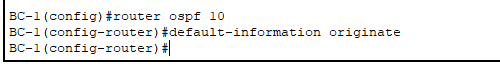 BC-1(config)#router ospf 10
BC-1(config-router)#default-information originate
BC-1(config-router)#